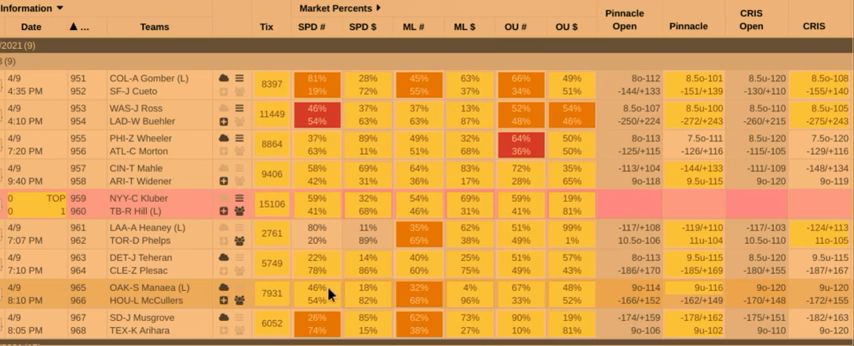 Information Market Percents Pinnacle CRIS
Date ... Teams Tix SPD # SPD $ ML # ML $ OU # OU $ Open Pinnacle Open CRIS
/2021 (9)
(9)
4/9 951 COL-A Gomber (L) 8397 81% 28% 45% 63% 66% 49% 8o-112 8.5o-101 8.5u-120 8.5o-108
4:35 PM 952 SF-J Cueto 19% 72% 55% 37% 34% 51% -144/+133 -151/+139 -130/+110 -155/+140
4/9 953 WAS-J Ross 11449 46% 37% 37% 13% 52% 54% 8.5o-107 8.5u-100 8.5o-110 8.5u-105
4:10 PM 954 LAD-W Buehler 54% 63% 63% 87% 48% 46% -250/+224 -272/+243 -260/+215 -275/+243
4/9 955 PHI-Z Wheeler 8864 37% 89% 49% 32% 64% 50% 8o-113 7.5u-111 8.5u-120 7.5o-120
7:20 PM 956 ATL-C Morton 63% 11% 51% 68% 36% 50% -125/+115 -126/+116 -115/-105 -129/+116
4/9 957 CIN-T Mahle 9406 58% 69% 64% 83% 72% 35% -113/+104 -144/+133 -111/-109 -148/+134
9:40 PM 958 ARI-T Widener 42% 31% 36% 17% 28% 65% 9o-118 9.5u-115 9o-120 9o-119
0 TOP 959 NYY-C Kluber 15106 59% 32% 54% 69% 59% 19%
0 1 960 TB-R Hill (L) 41% 68% 46% 31% 41% 81%
4/9 961 LAA-A Heaney (L) 2761 80% 11% 35% 62% 51% 99% -117/+108 -119/+110 -117/-103 -124/+113
7:07 PM 962 TOR-D Phelps 20% 89% 65% 38% 49% 1% 10.5o-106 11u-104 10.5o-110 11o-105
4/9 963 DET-J Teheran 5749 22% 14% 40% 25% 51% 57% 8o-113 9.5u-115 8.5o-120 9.5u-115
7:10 PM 964 CLE-Z Plesac 78% 86% 60% 75% 49% 43% -186/+170 -185/+169 -180/+155 -187/+167
4/9 965 OAK-S Manaea (L) 7931 46% 18% 32% 4% 67% 48% 9o-114 9u-116 9o-120 9u-120
8:10 PM 966 HOU-L McCullers 54% 82% 68% 96% 33% 52% -166/+152 -162/+149 -170/+148 -172/+155
4/9 967 SD-J Musgrove 6052 26% 85% 62% 73% 90% 19% -174/+159 -178/+162 -175/+151 -182/+163
8:05 PM 968 TEX-K Arihara 74% 15% 38% 27% 10% 81% 9o-106 9u-102 9o-110 9o-120